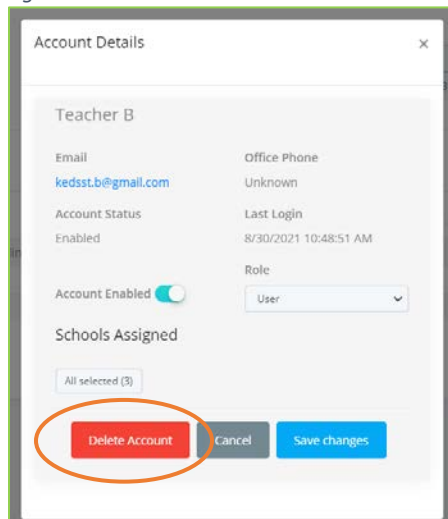 Account Details ×
Teacher B
Email Office Phone
kedsst.b@gmail.com Unknown
Account Status Last Login
Enabled 8/30/2021 10:48:51 AM
Role
Account Enabled User
Schools Assigned
All selected (3)
Delete Account Cancel Save changes